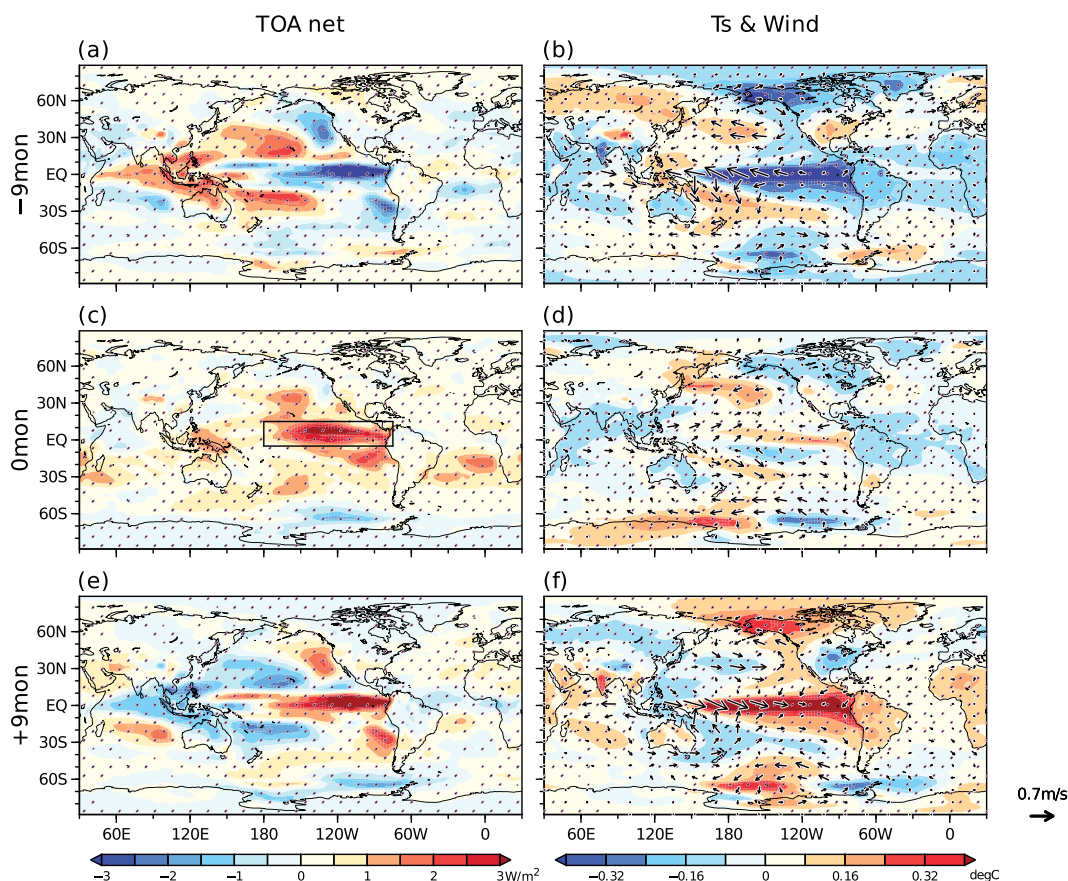 TOA net
Ts & Wind
(a)
(b)
−9mon
60N
30N
EQ
30S
60S
(c)
(d)
0mon
60N
30N
EQ
30S
60S
(e)
(f)
+9mon
60N
30N
EQ
30S
60S
60E 120E 180 120W 60W 0
60E 120E 180 120W 60W 0
0.7m/s
−3 −2 −1 0 1 2 3 W/m²
−0.32 −0.16 0 0.16 0.32 degC